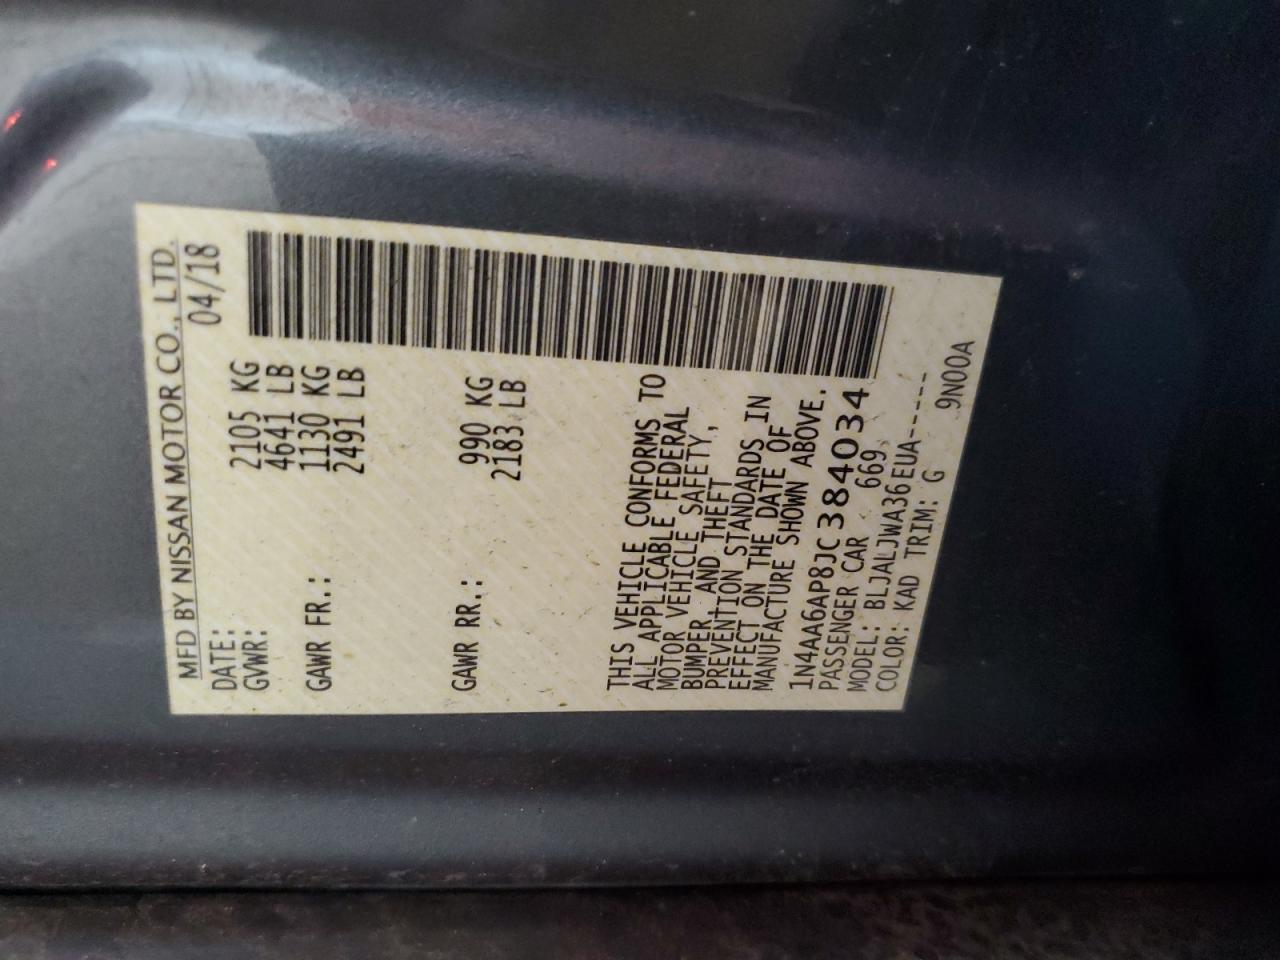 MFD BY NISSAN MOTOR CO., LTD.
DATE: 04/18
GVWR: 2105 KG
4641 LB
GAWR FR.: 1130 KG
2491 LB
GAWR RR.: 990 KG
2183 LB
THIS VEHICLE CONFORMS TO
ALL APPLICABLE FEDERAL
MOTOR VEHICLE SAFETY,
BUMPER, AND THEFT
PREVENTION STANDARDS IN
EFFECT ON THE DATE OF
MANUFACTURE SHOWN ABOVE.
1N4AA6AP8JC384034
PASSENGER CAR 669
MODEL: BLJALJWA36EUA------
COLOR: KAD TRIM: G 9N00A